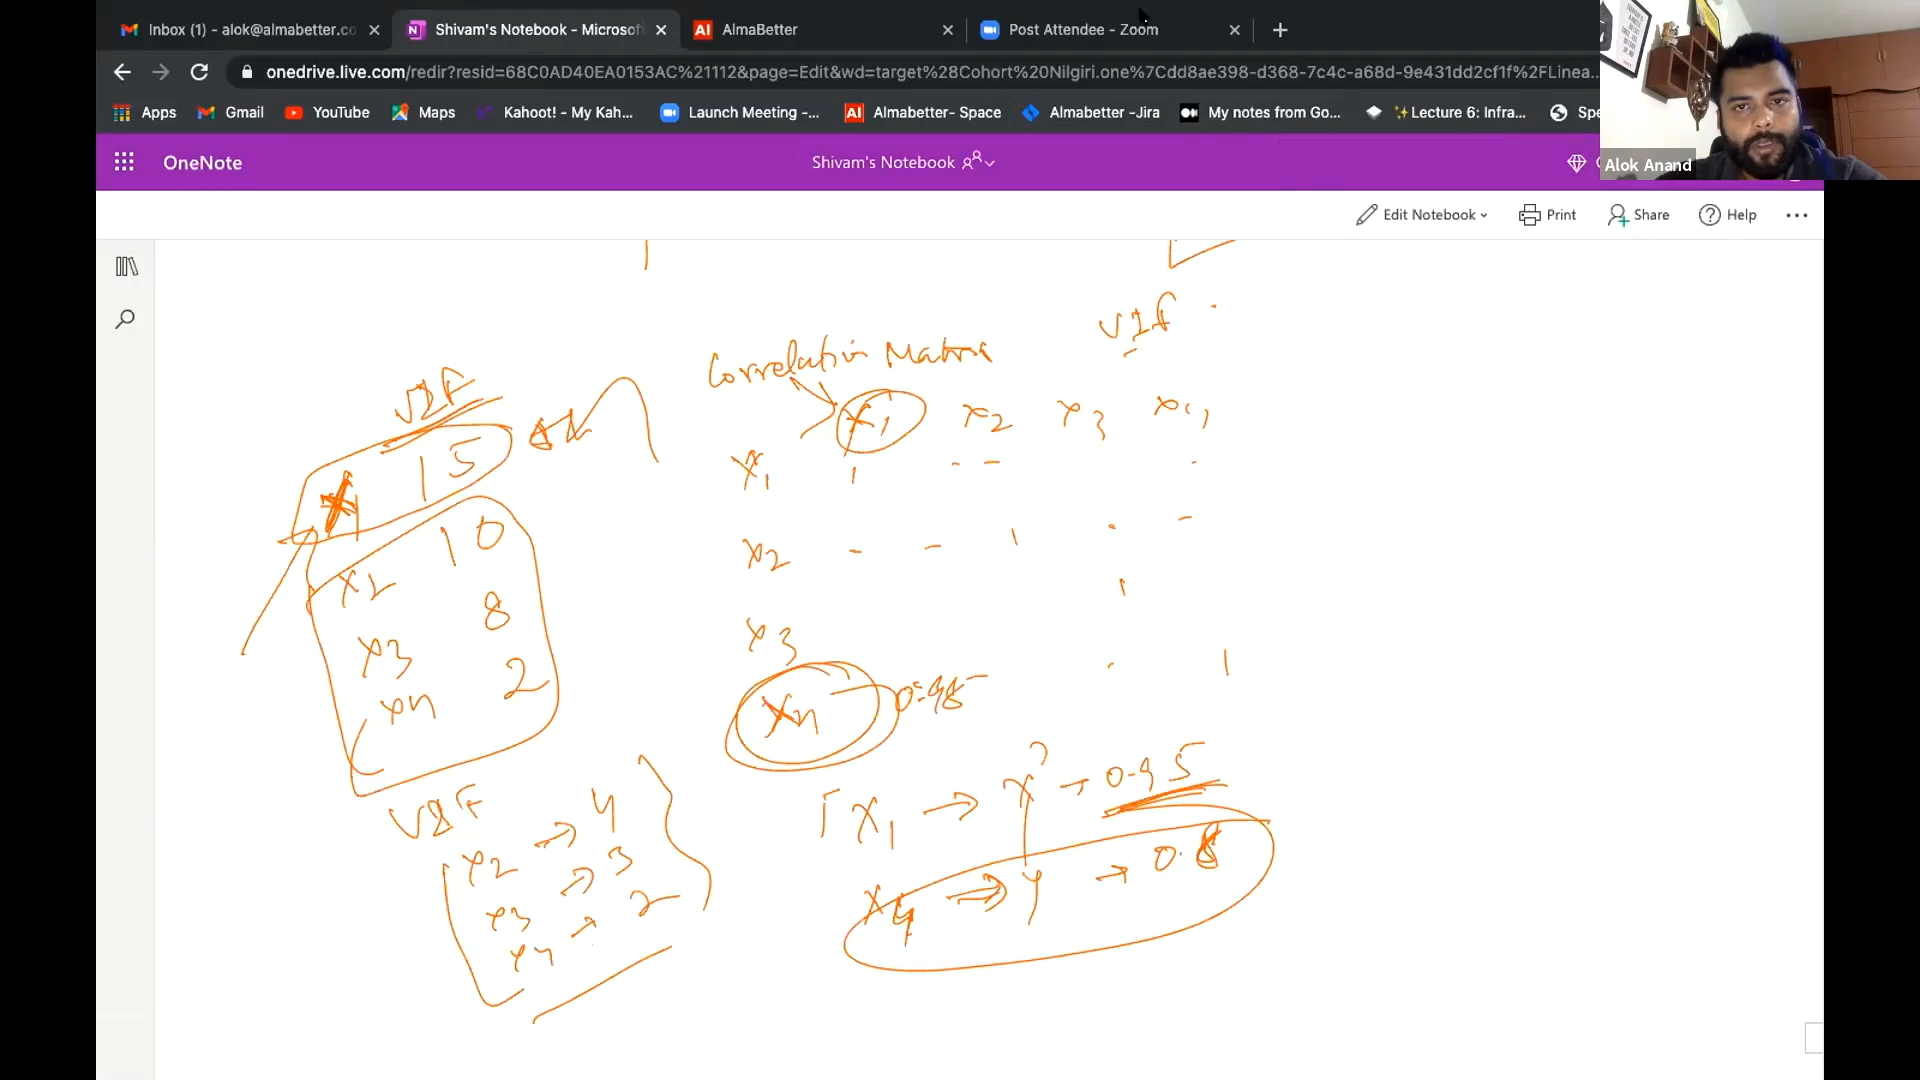 Inbox (1) - alok@almabetter.co
Shivam's Notebook - Microsof
AlmaBetter
Post Attendee - Zoom
onedrive.live.com/redir?resid=68C0AD40EA0153AC%21112&page=Edit&wd=target%28Cohort%20Nilgiri.one%7Cdd8ae398-d368-7c4c-a68d-9e431dd2cf1f%2FLinea...
Apps
Gmail
YouTube
Maps
Kahoot! - My Kah...
Launch Meeting -...
Almabetter- Space
Almabetter -Jira
My notes from Go...
✨Lecture 6: Infra...
Spe
Alok Anand
OneNote
Shivam's Notebook
Edit Notebook
Print
Share
Help
VIF
Correlation Matrix
x1 x2 x3 x4
x1 1
x2 1
x3
x4 0.95
VIF
15
x2 10
x3 8
x4 2
VIF
x2 → 4
x3 → 3
x4 → 2
x1 → y → 0.95
x4 → y → 0.8